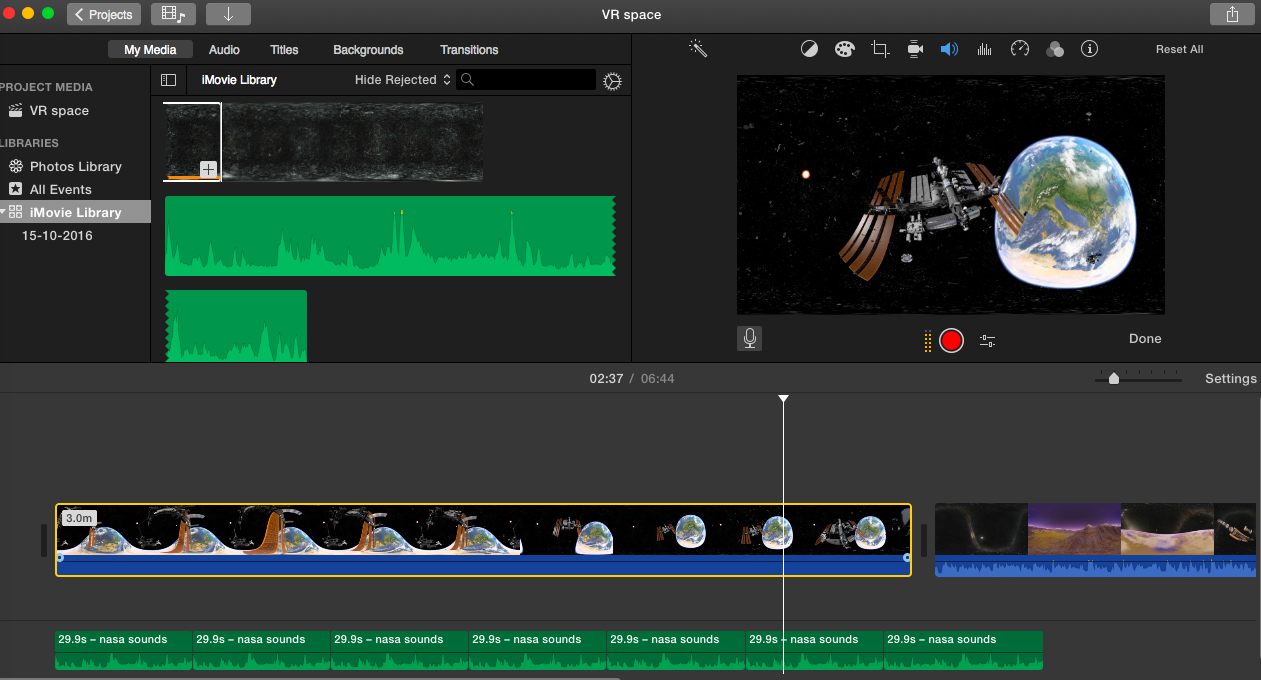 Projects
VR space
My Media Audio Titles Backgrounds Transitions
Reset All
PROJECT MEDIA
VR space
LIBRARIES
Photos Library
All Events
iMovie Library
15-10-2016
iMovie Library Hide Rejected
Done
02:37 / 06:44
Settings
3.0m
29.9s – nasa sounds 29.9s – nasa sounds 29.9s – nasa sounds 29.9s – nasa sounds 29.9s – nasa sounds 29.9s – nasa sounds 29.9s – nasa sounds